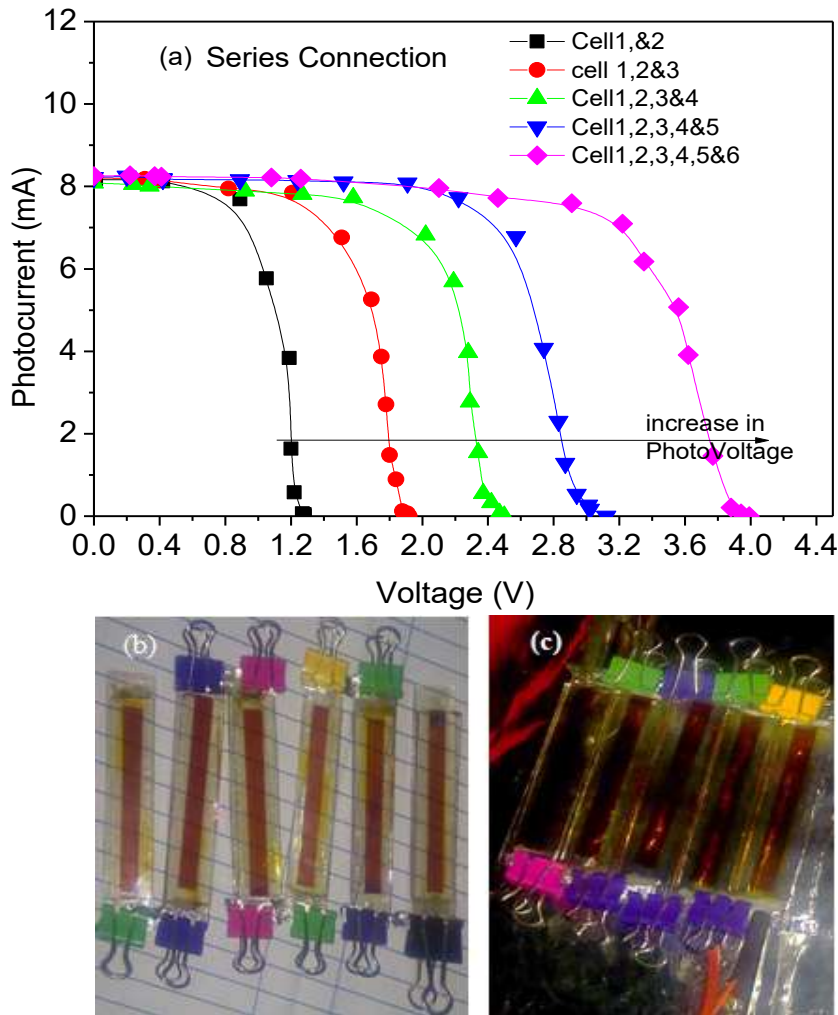 12
10
8
6
4
2
0
Photocurrent (mA)
(a) Series Connection
Cell1,&2
cell 1,2&3
Cell1,2,3&4
Cell1,2,3,4&5
Cell1,2,3,4,5&6
increase in
PhotoVoltage
0.0 0.4 0.8 1.2 1.6 2.0 2.4 2.8 3.2 3.6 4.0 4.4
Voltage (V)
(b)
(c)